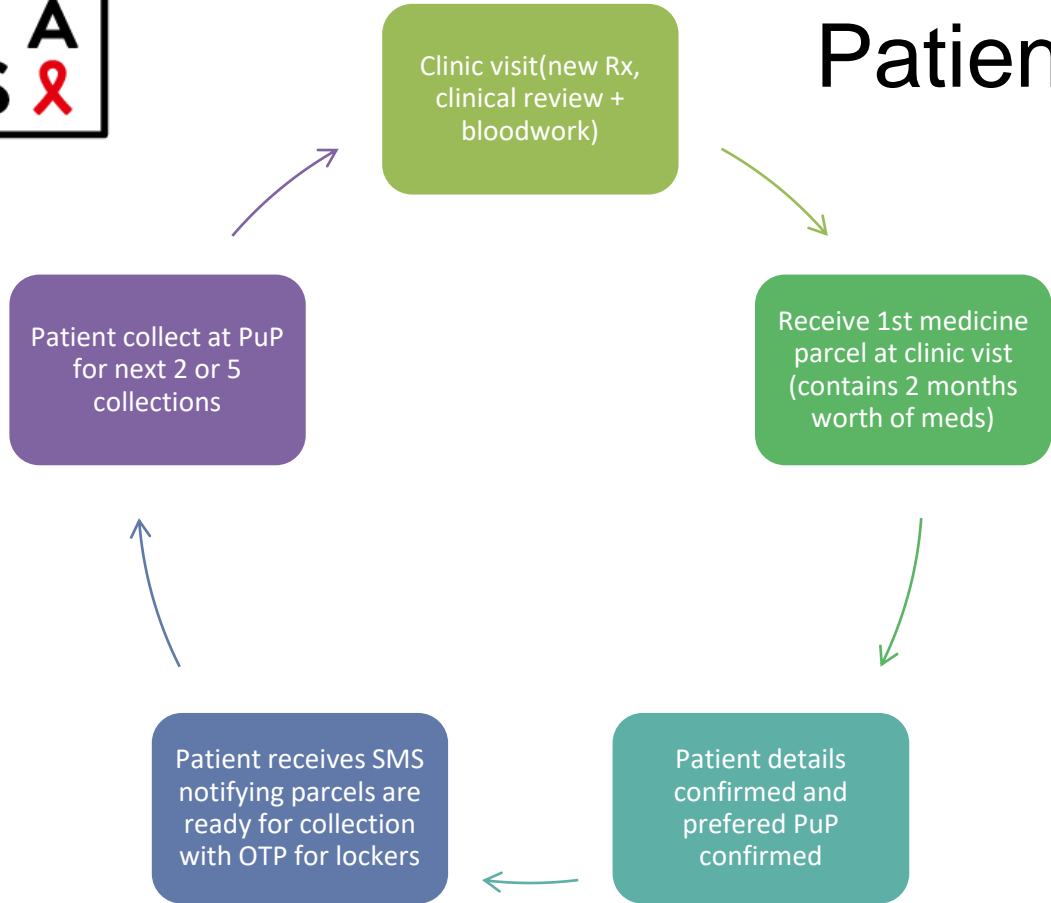 A
S
Patien
Clinic visit(new Rx,
clinical review +
bloodwork)
Receive 1st medicine
parcel at clinic vist
(contains 2 months
worth of meds)
Patient details
confirmed and
prefered PuP
confirmed
Patient receives SMS
notifying parcels are
ready for collection
with OTP for lockers
Patient collect at PuP
for next 2 or 5
collections